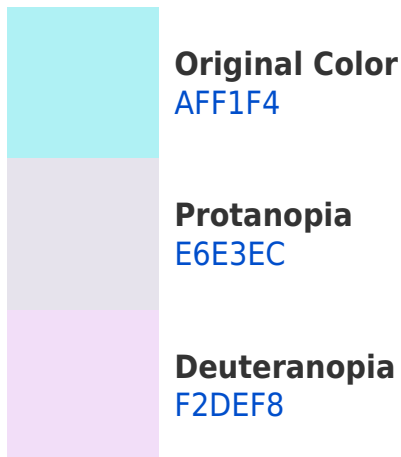 Original Color
AFF1F4
Protanopia
E6E3EC
Deuteranopia
F2DEF8